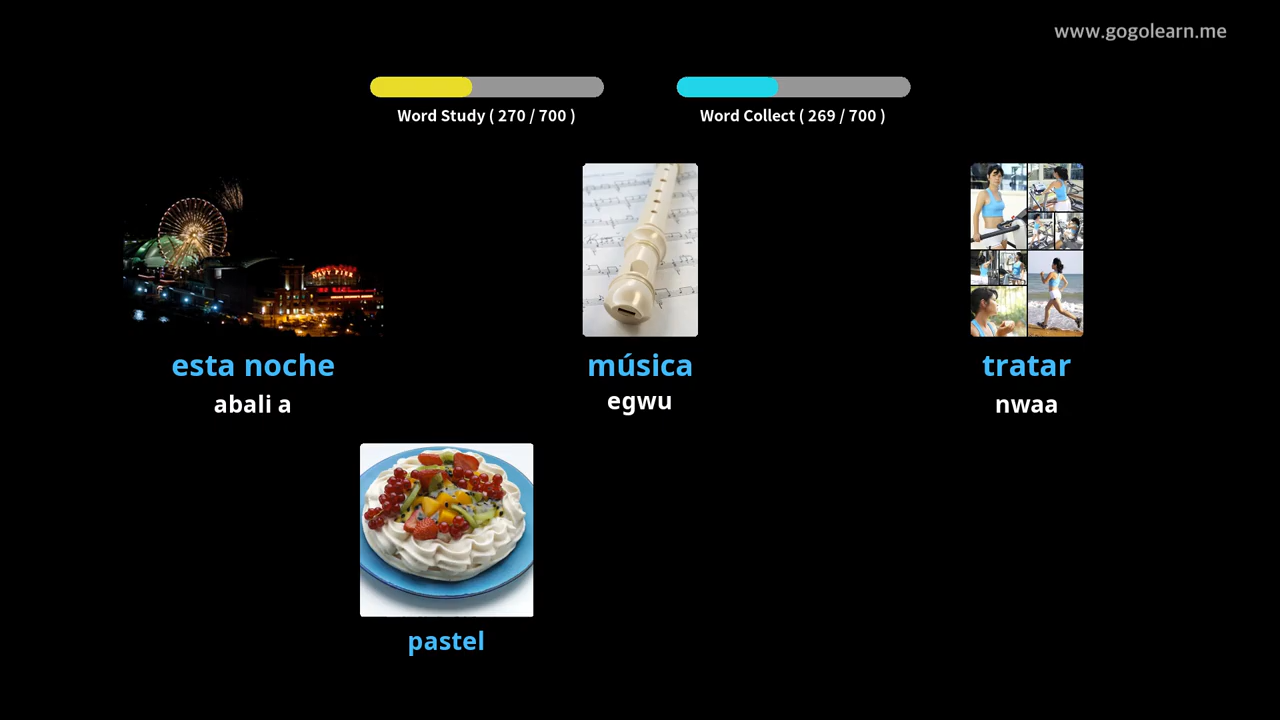 www.gogolearn.me
Word Study ( 270 / 700 )
Word Collect ( 269 / 700 )
esta noche
abali a
música
egwu
tratar
nwaa
pastel